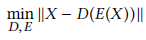 min ‖X − D(E(X))‖
D, E